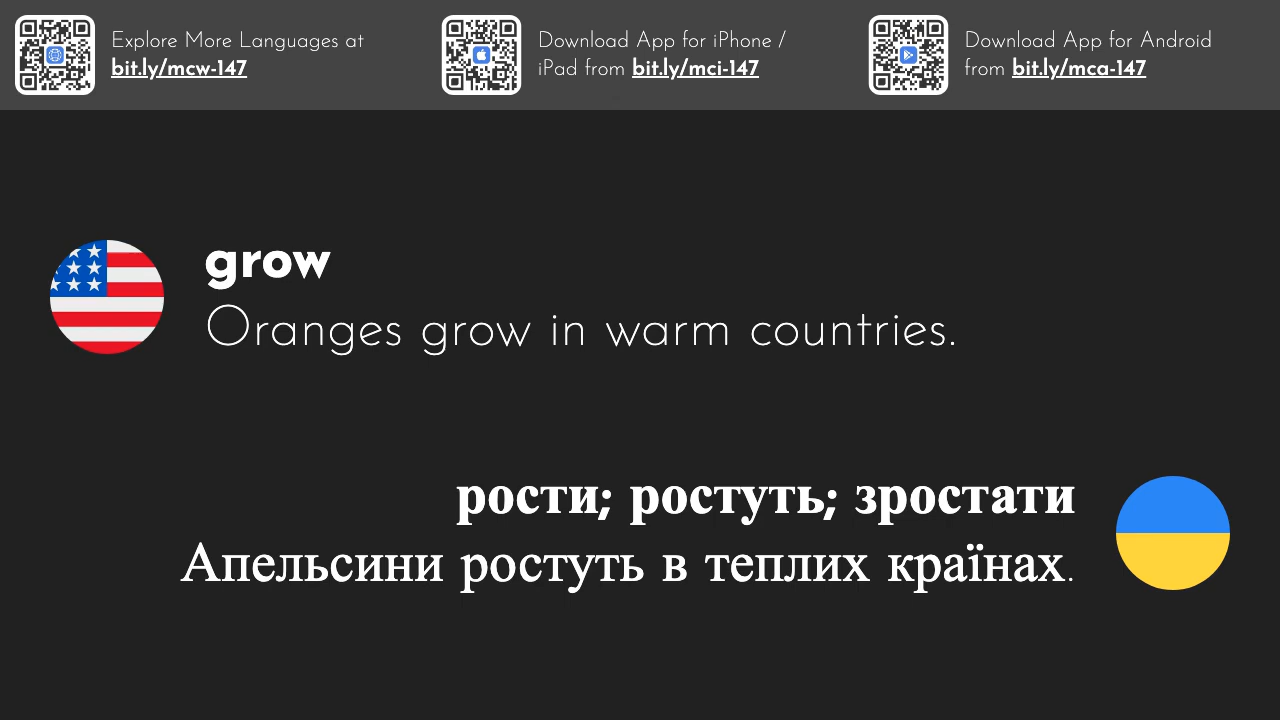 Explore More Languages at
bit.ly/mcw-147
Download App for iPhone /
iPad from bit.ly/mci-147
Download App for Android
from bit.ly/mca-147
grow
Oranges grow in warm countries.
рости; ростуть; зростати
Апельсини ростуть в теплих країнах.